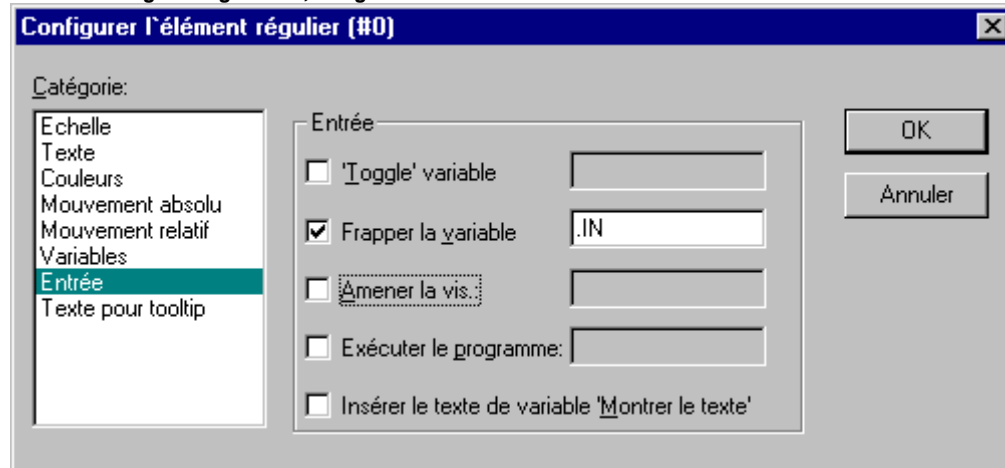 Configurer l`élément régulier (#0)
Catégorie:
Echelle
Texte
Couleurs
Mouvement absolu
Mouvement relatif
Variables
Entrée
Texte pour tooltip
Entrée
'Toggle' variable
Frapper la variable
.IN
Amener la vis.:
Exécuter le programme:
Insérer le texte de variable 'Montrer le texte'
OK
Annuler